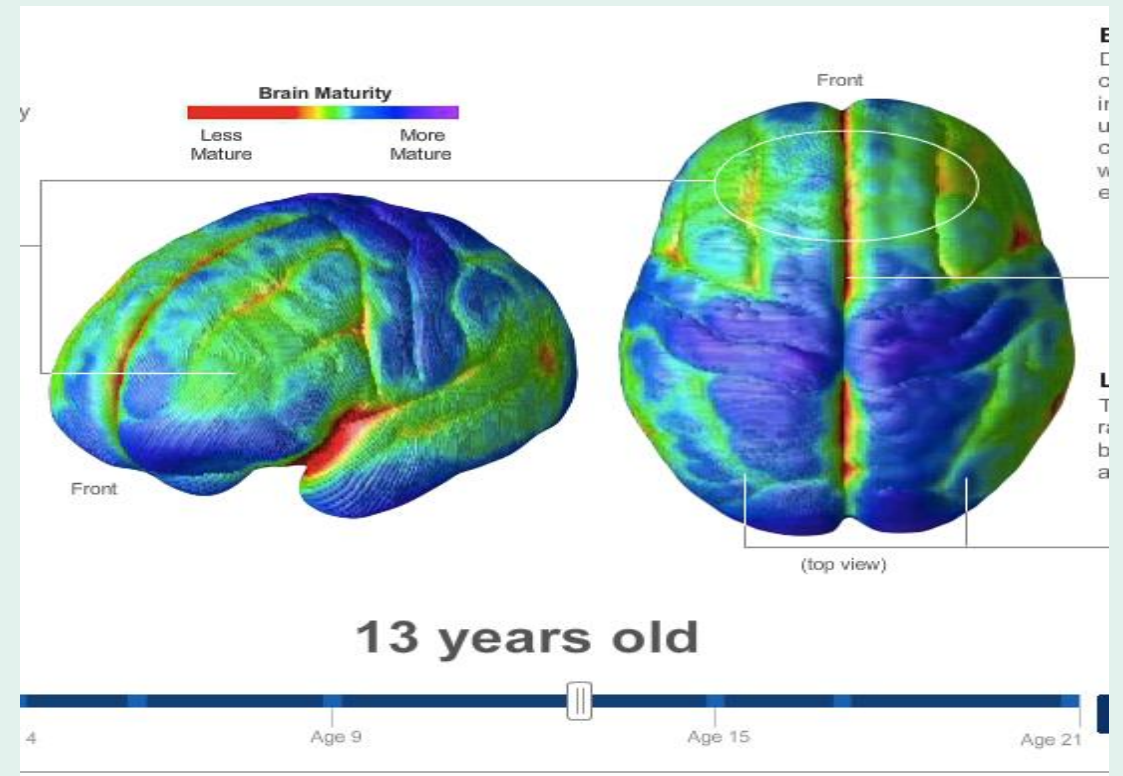 Brain Maturity
Less
Mature
More
Mature
Front
Front
(top view)
13 years old
4
Age 9
Age 15
Age 21